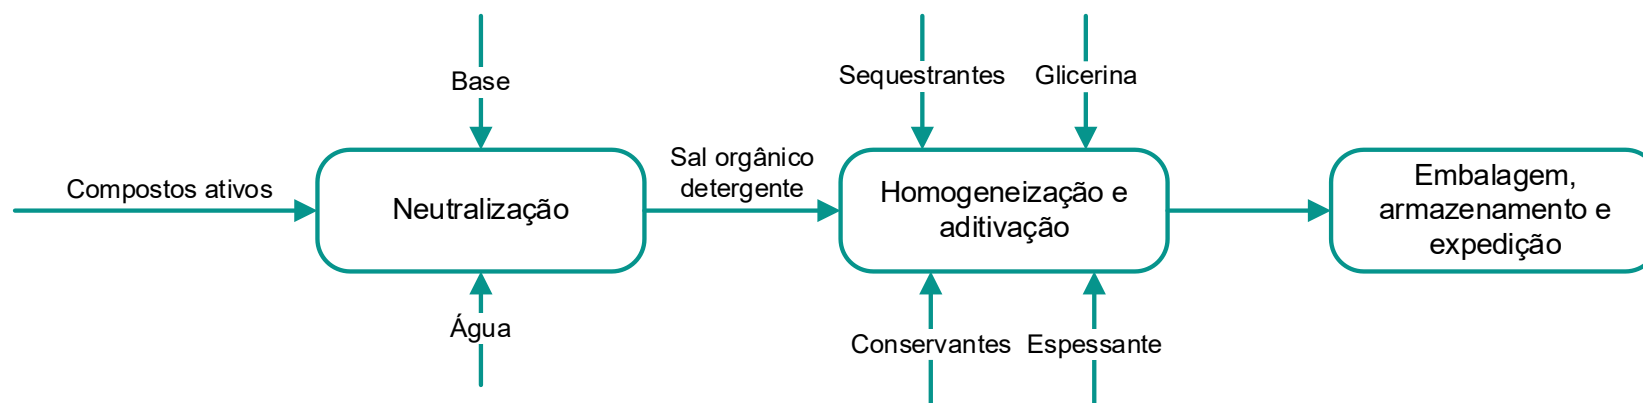 Base
Sequestrantes
Glicerina
Compostos ativos
Neutralização
Sal orgânico
detergente
Homogeneização e
aditivação
Embalagem,
armazenamento e
expedição
Água
Conservantes
Espessante